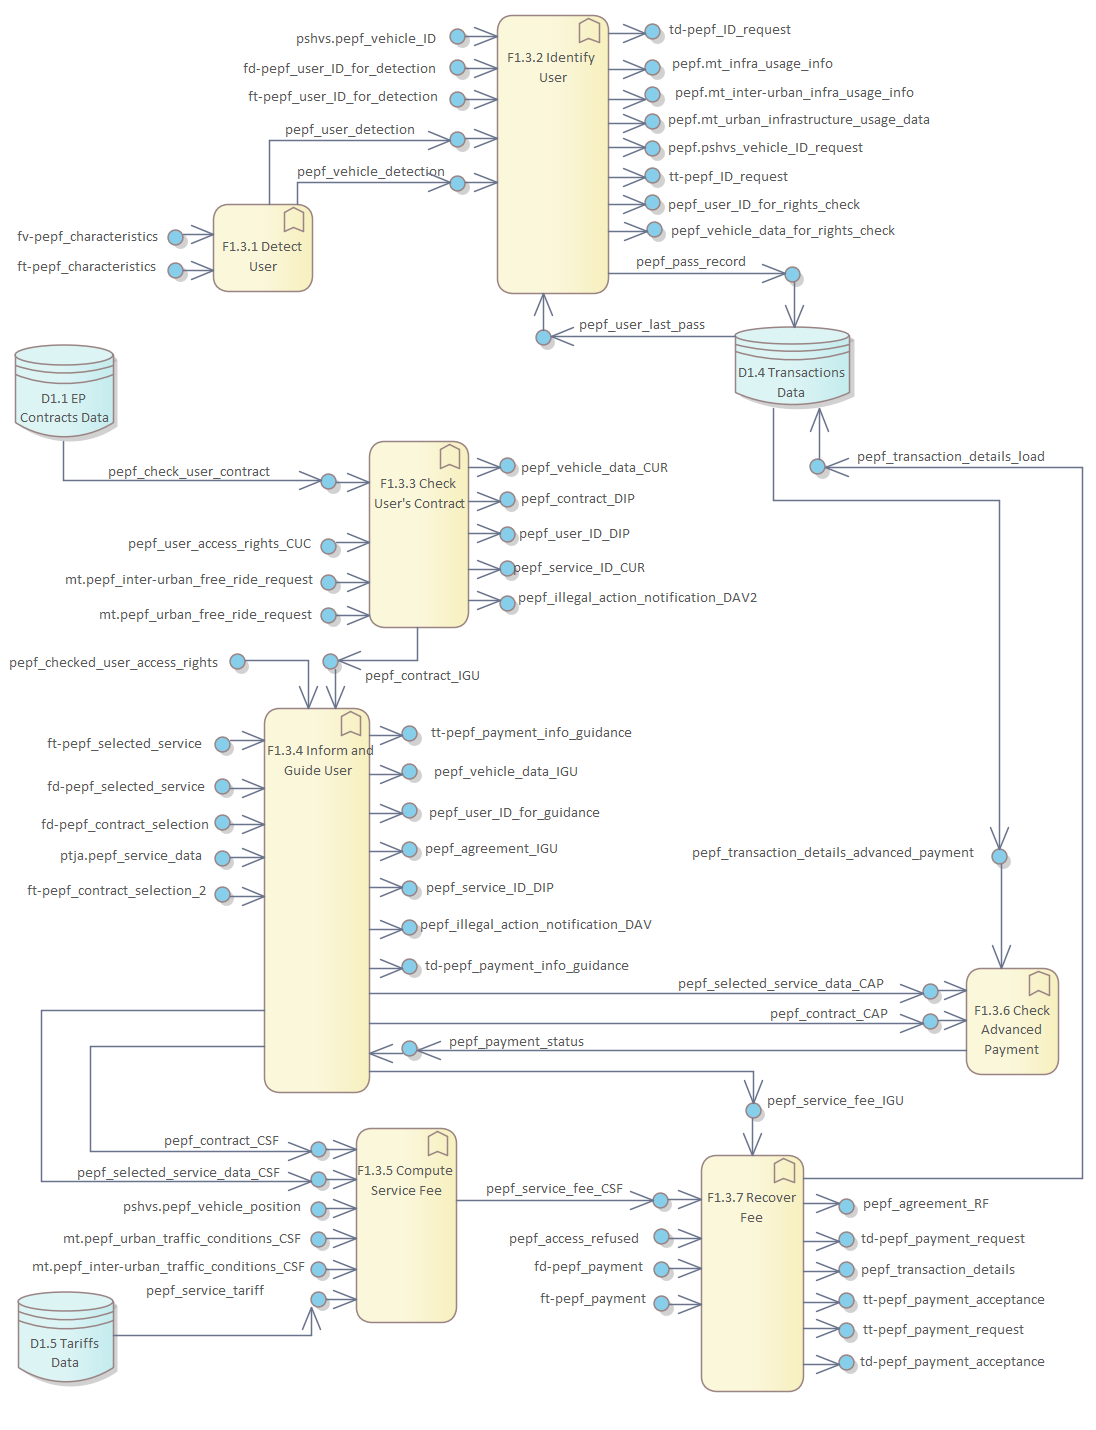 pshvs.pepf_vehicle_ID
fd-pepf_user_ID_for_detection
ft-pepf_user_ID_for_detection
pepf_user_detection
pepf_vehicle_detection
F1.3.2 Identify
User
td-pepf_ID_request
pepf.mt_infra_usage_info
pepf.mt_inter-urban_infra_usage_info
pepf.mt_urban_infrastructure_usage_data
pepf.pshvs_vehicle_ID_request
tt-pepf_ID_request
pepf_user_ID_for_rights_check
pepf_vehicle_data_for_rights_check
fv-pepf_characteristics
ft-pepf_characteristics
F1.3.1 Detect
User
pepf_pass_record
pepf_user_last_pass
D1.4 Transactions
Data
D1.1 EP
Contracts Data
pepf_check_user_contract
pepf_transaction_details_load
F1.3.3 Check
User's Contract
pepf_vehicle_data_CUR
pepf_contract_DIP
pepf_user_ID_DIP
pepf_service_ID_CUR
pepf_illegal_action_notification_DAV2
pepf_user_access_rights_CUC
mt.pepf_inter-urban_free_ride_request
mt.pepf_urban_free_ride_request
pepf_checked_user_access_rights
pepf_contract_IGU
ft-pepf_selected_service
fd-pepf_selected_service
fd-pepf_contract_selection
ptja.pepf_service_data
ft-pepf_contract_selection_2
F1.3.4 Inform and
Guide User
tt-pepf_payment_info_guidance
pepf_vehicle_data_IGU
pepf_user_ID_for_guidance
pepf_agreement_IGU
pepf_service_ID_DIP
pepf_illegal_action_notification_DAV
td-pepf_payment_info_guidance
pepf_transaction_details_advanced_payment
pepf_selected_service_data_CAP
pepf_contract_CAP
pepf_payment_status
F1.3.6 Check
Advanced
Payment
pepf_service_fee_IGU
pepf_contract_CSF
pepf_selected_service_data_CSF
pshvs.pepf_vehicle_position
mt.pepf_urban_traffic_conditions_CSF
mt.pepf_inter-urban_traffic_conditions_CSF
pepf_service_tariff
F1.3.5 Compute
Service Fee
D1.5 Tariffs
Data
pepf_service_fee_CSF
pepf_access_refused
fd-pepf_payment
ft-pepf_payment
F1.3.7 Recover
Fee
pepf_agreement_RF
td-pepf_payment_request
pepf_transaction_details
tt-pepf_payment_acceptance
tt-pepf_payment_request
td-pepf_payment_acceptance